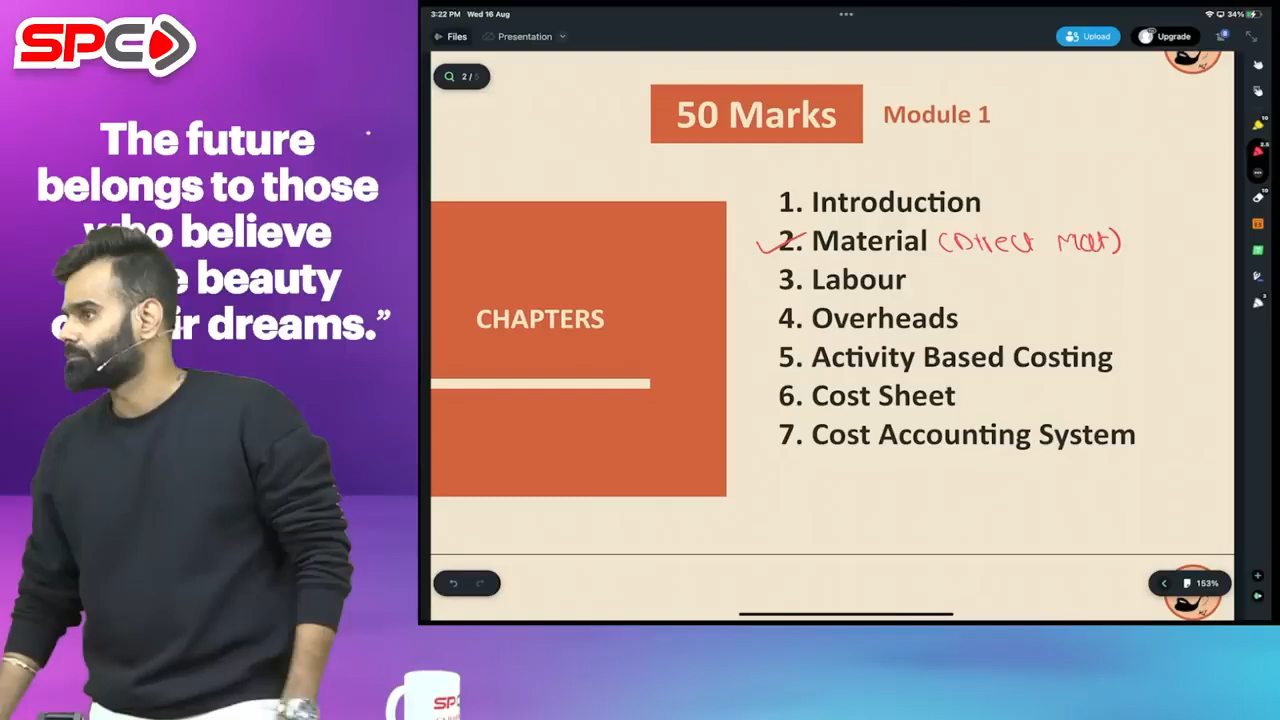 SPC
The future
belongs to those
who believe
beauty
dreams.”
3:22 PM Wed 16 Aug
34%
Files
Presentation
Upload
Upgrade
2 / 5
50 Marks
Module 1
CHAPTERS
1. Introduction
2. Material (Direct Mat)
3. Labour
4. Overheads
5. Activity Based Costing
6. Cost Sheet
7. Cost Accounting System
153%
SPC